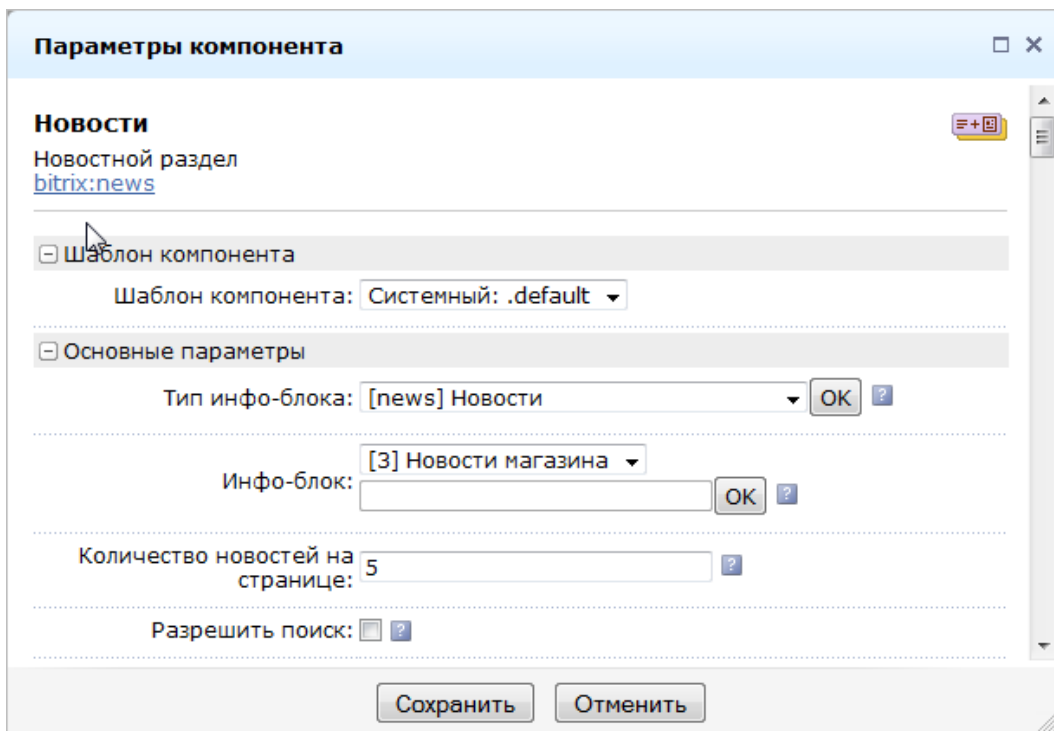 Параметры компонента
Новости
Новостной раздел
bitrix:news
Шаблон компонента
Шаблон компонента: Системный: .default
Основные параметры
Тип инфо-блока: [news] Новости OK ?
[3] Новости магазина
Инфо-блок: OK ?
Количество новостей на
странице: 5 ?
Разрешить поиск: ?
Сохранить Отменить